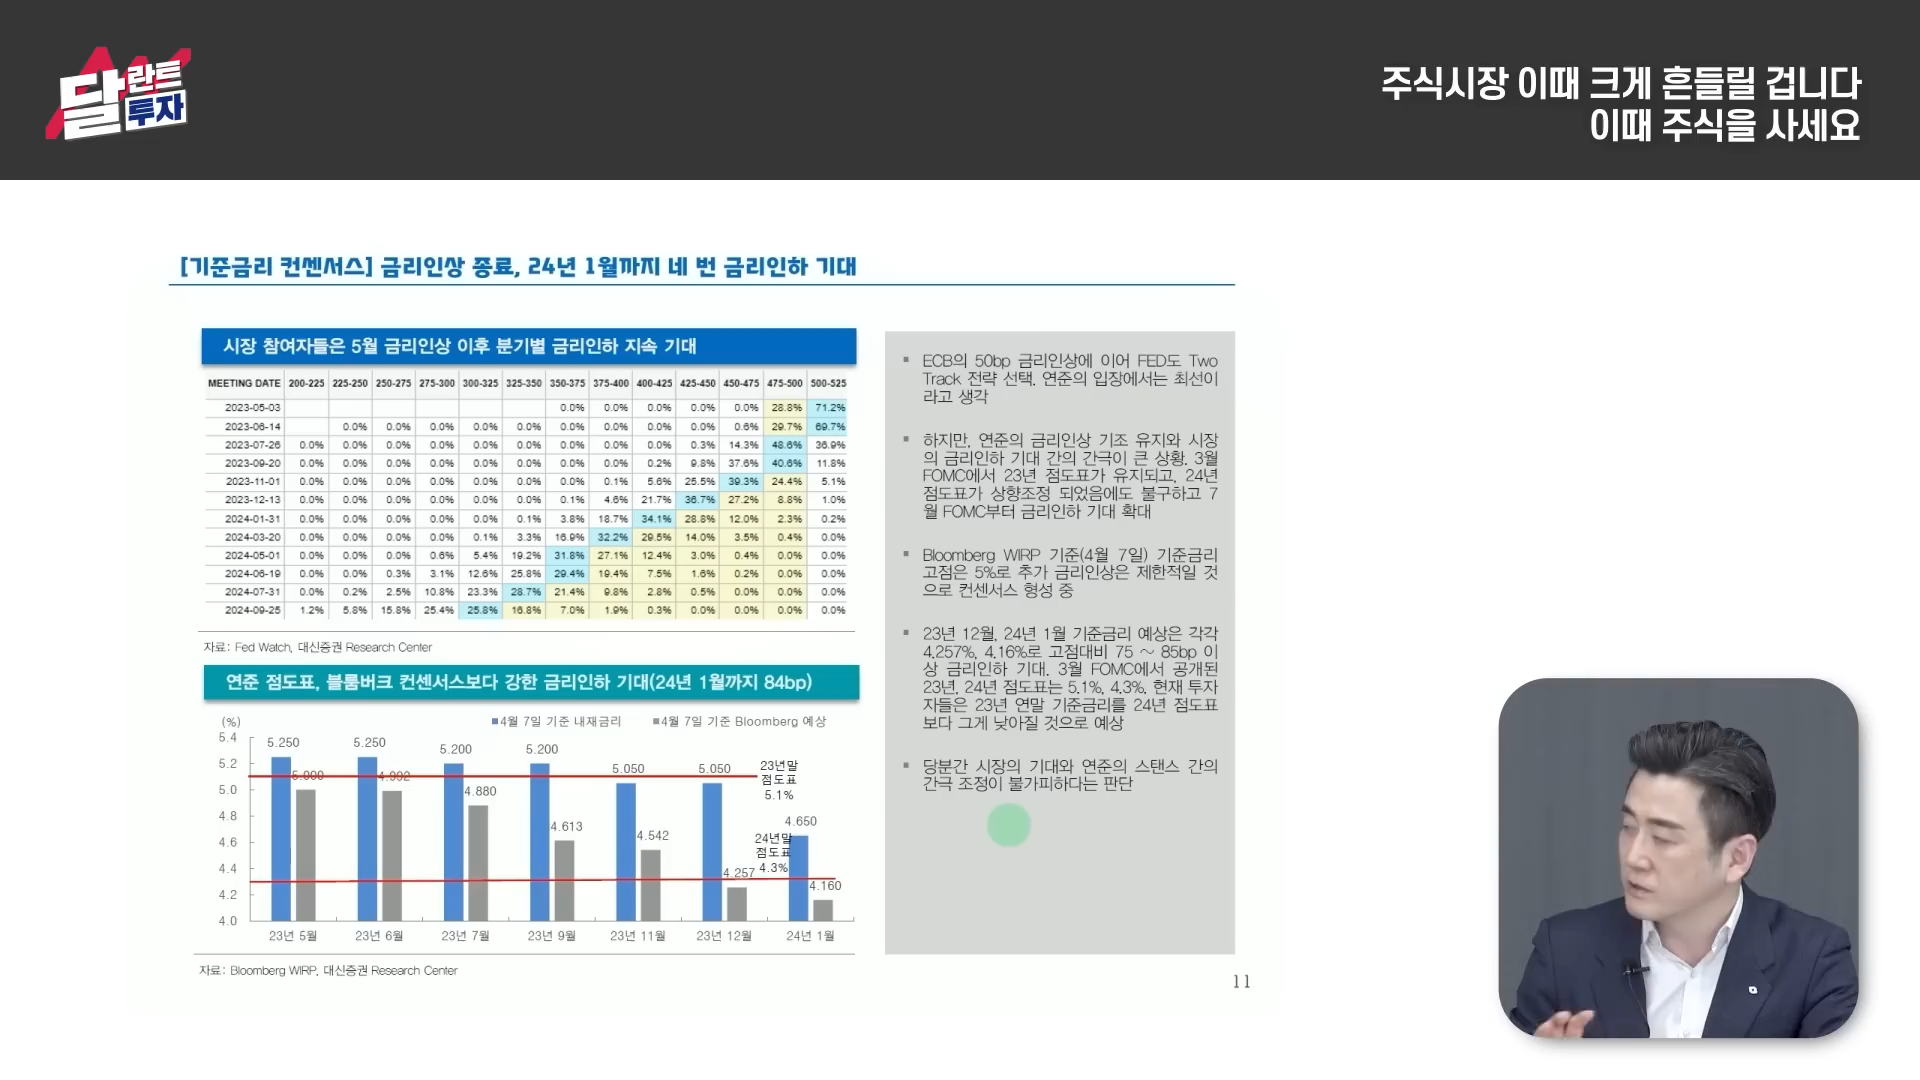 달란트
투자
주식시장 이때 크게 흔들릴 겁니다
이때 주식을 사세요
[기준금리 컨센서스] 금리인상 종료, 24년 1월까지 네 번 금리인하 기대
시장 참여자들은 5월 금리인상 이후 분기별 금리인하 지속 기대
MEETING DATE 200-225 225-250 250-275 275-300 300-325 325-350 350-375 375-400 400-425 425-450 450-475 475-500 500-525
2023-05-03 0.0% 0.0% 0.0% 0.0% 0.0% 28.8% 71.2%
2023-06-14 0.0% 0.0% 0.0% 0.0% 0.0% 0.0% 0.0% 0.0% 0.0% 0.6% 29.7% 69.7%
2023-07-26 0.0% 0.0% 0.0% 0.0% 0.0% 0.0% 0.0% 0.0% 0.0% 0.3% 14.3% 48.6% 36.9%
2023-09-20 0.0% 0.0% 0.0% 0.0% 0.0% 0.0% 0.0% 0.0% 0.2% 9.8% 37.6% 40.6% 11.8%
2023-11-01 0.0% 0.0% 0.0% 0.0% 0.0% 0.0% 0.0% 0.1% 5.6% 25.5% 39.3% 24.4% 5.1%
2023-12-13 0.0% 0.0% 0.0% 0.0% 0.0% 0.0% 0.1% 4.6% 21.7% 36.7% 27.2% 8.8% 1.0%
2024-01-31 0.0% 0.0% 0.0% 0.0% 0.0% 0.1% 3.8% 18.7% 34.1% 28.8% 12.0% 2.3% 0.2%
2024-03-20 0.0% 0.0% 0.0% 0.0% 0.1% 3.3% 16.9% 32.2% 29.5% 14.0% 3.5% 0.4% 0.0%
2024-05-01 0.0% 0.0% 0.0% 0.6% 5.4% 19.2% 31.8% 27.1% 12.4% 3.0% 0.4% 0.0% 0.0%
2024-06-19 0.0% 0.0% 0.3% 3.1% 12.6% 25.8% 29.4% 19.4% 7.5% 1.6% 0.2% 0.0% 0.0%
2024-07-31 0.0% 0.2% 2.5% 10.8% 23.3% 28.7% 21.4% 9.8% 2.8% 0.5% 0.0% 0.0% 0.0%
2024-09-25 1.2% 5.8% 15.8% 25.4% 25.8% 16.8% 7.0% 1.9% 0.3% 0.0% 0.0% 0.0% 0.0%
자료: Fed Watch, 대신증권 Research Center
연준 점도표, 블룸버크 컨센서스보다 강한 금리인하 기대(24년 1월까지 84bp)
(%)
■4월 7일 기준 내재금리 ■4월 7일 기준 Bloomberg 예상
5.4
5.2
5.0
4.8
4.6
4.4
4.2
4.0
5.250 5.250 5.200 5.200 5.050 5.050 4.650
5.000 4.992 4.880 4.613 4.542 4.257 4.160
23년말
점도표
5.1%
24년말
점도표
4.3%
23년 5월 23년 6월 23년 7월 23년 9월 23년 11월 23년 12월 24년 1월
자료: Bloomberg WIRP, 대신증권 Research Center
▪ ECB의 50bp 금리인상에 이어 FED도 Two
Track 전략 선택. 연준의 입장에서는 최선이
라고 생각
▪ 하지만, 연준의 금리인상 기조 유지와 시장
의 금리인하 기대 간의 간극이 큰 상황. 3월
FOMC에서 23년 점도표가 유지되고, 24년
점도표가 상향조정 되었음에도 불구하고 7
월 FOMC부터 금리인하 기대 확대
▪ Bloomberg WIRP 기준(4월 7일) 기준금리
고점은 5%로 추가 금리인상은 제한적일 것
으로 컨센서스 형성 중
▪ 23년 12월, 24년 1월 기준금리 예상은 각각
4.257%, 4.16%로 고점대비 75 ~ 85bp 이
상 금리인하 기대. 3월 FOMC에서 공개된
23년, 24년 점도표는 5.1%, 4.3%. 현재 투자
자들은 23년 연말 기준금리를 24년 점도표
보다 그게 낮아질 것으로 예상
▪ 당분간 시장의 기대와 연준의 스탠스 간의
간극 조정이 불가피하다는 판단
11